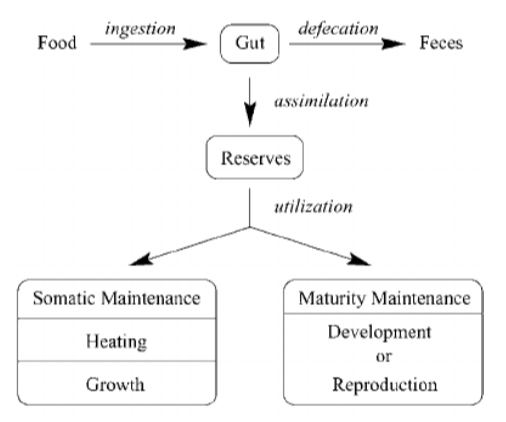 ingestion
defecation
Food
Gut
Feces
assimilation
Reserves
utilization
Somatic Maintenance
Heating
Growth
Maturity Maintenance
Development
or
Reproduction